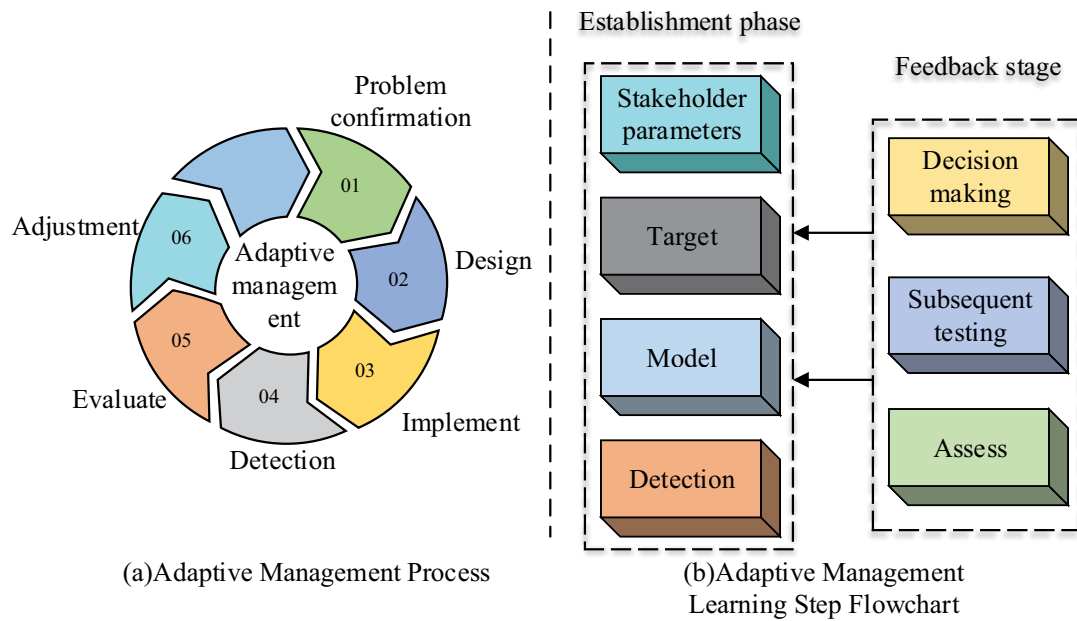 Problem
confirmation
01
Design
02
03
Implement
04
Detection
05
Evaluate
06
Adjustment
Adaptive
managem
ent
(a)Adaptive Management Process
Establishment phase
Stakeholder
parameters
Target
Model
Detection
Feedback stage
Decision
making
Subsequent
testing
Assess
(b)Adaptive Management
Learning Step Flowchart